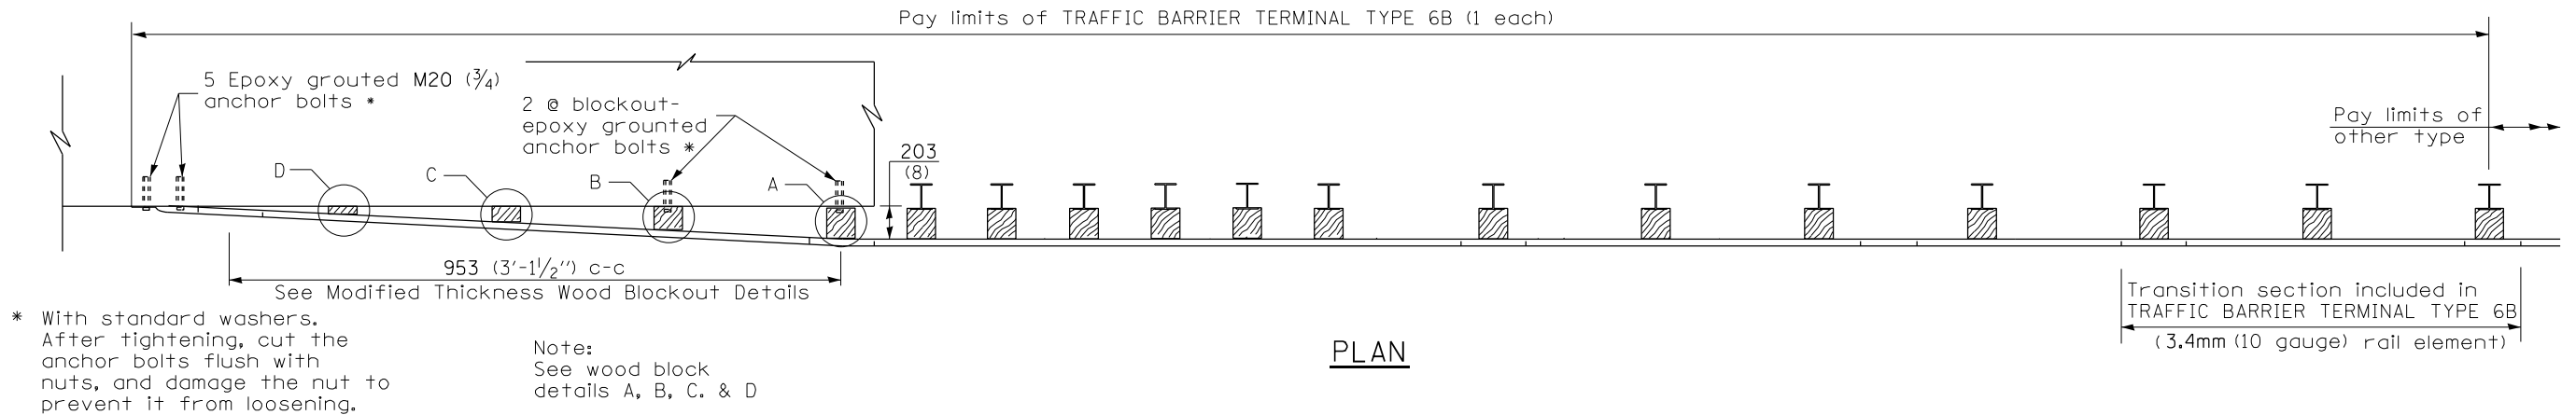 Pay limits of TRAFFIC BARRIER TERMINAL TYPE 6B (1 each)
5 Epoxy grouted M20 (3/4)
anchor bolts *
2 @ blockout-
epoxy grounted
anchor bolts *
Pay limits of
other type
203
(8)
D
C
B
A
953 (3'-1 1/2'') c-c
See Modified Thickness Wood Blockout Details
* With standard washers.
After tightening, cut the
anchor bolts flush with
nuts, and damage the nut to
prevent it from loosening.
Note:
See wood block
details A, B, C. & D
PLAN
Transition section included in
TRAFFIC BARRIER TERMINAL TYPE 6B
(3.4mm (10 gauge) rail element)